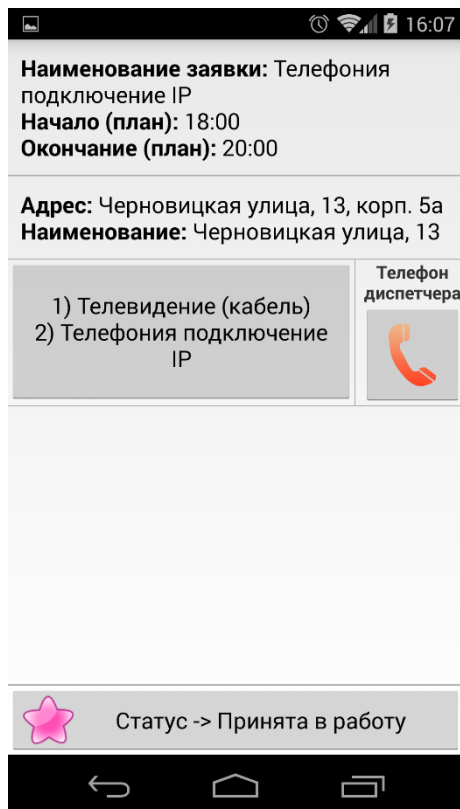 16:07
Наименование заявки: Телефония
подключение IP
Начало (план): 18:00
Окончание (план): 20:00
Адрес: Черновицкая улица, 13, корп. 5а
Наименование: Черновицкая улица, 13
1) Телевидение (кабель)
2) Телефония подключение
IP
Телефон
диспетчера
Статус -> Принята в работу